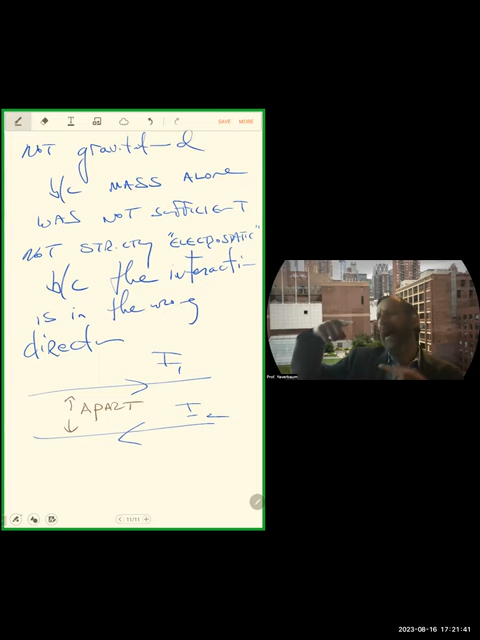 SAVE MORE
NOT gravitational
b/c MASS ALONE
WAS NOT SUFFICIENT
NOT STRICTLY "ELECTROSTATIC"
b/c the interaction
is in the wrong
direction
I₁
APART
I₂
11/11
Prof. Yaverbaum
2023-08-16 17:21:41